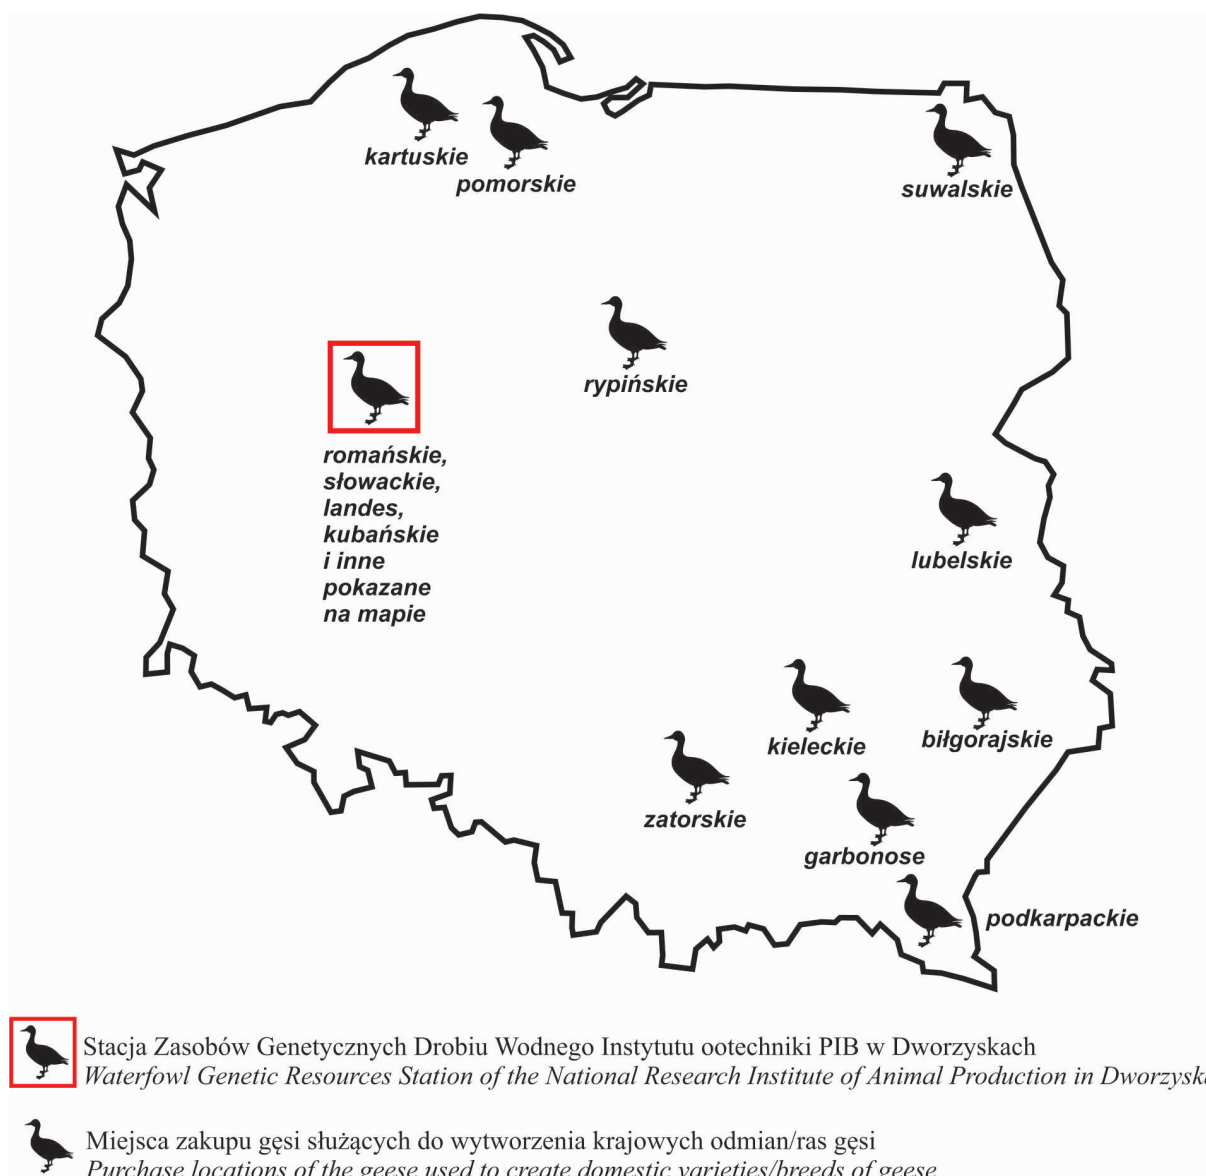 kartuskie
pomorskie
suwalskie
rypińskie
romańskie,
słowackie,
landes,
kubańskie
i inne
pokazane
na mapie
lubelskie
kieleckie
biłgorajskie
zatorskie
garbonose
podkarpackie
Stacja Zasobów Genetycznych Drobiu Wodnego Instytutu ootechniki PIB w Dworzyskach
Waterfowl Genetic Resources Station of the National Research Institute of Animal Production in Dworzysk
Miejsca zakupu gęsi służących do wytworzenia krajowych odmian/ras gęsi
Purchase locations of the geese used to create domestic varieties/breeds of geese